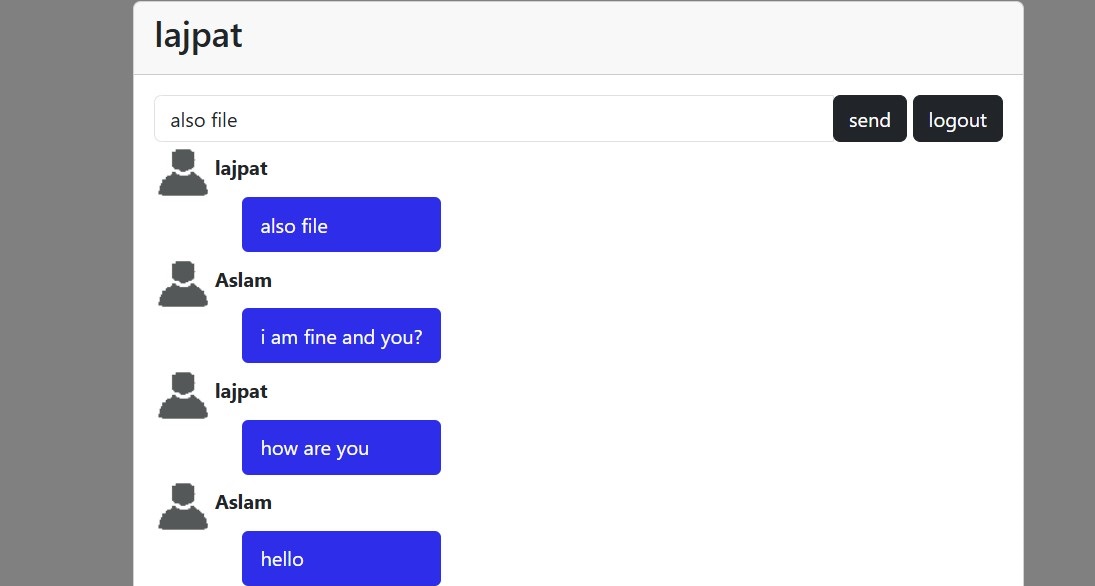 lajpat
also file
send
logout
lajpat
also file
Aslam
i am fine and you?
lajpat
how are you
Aslam
hello